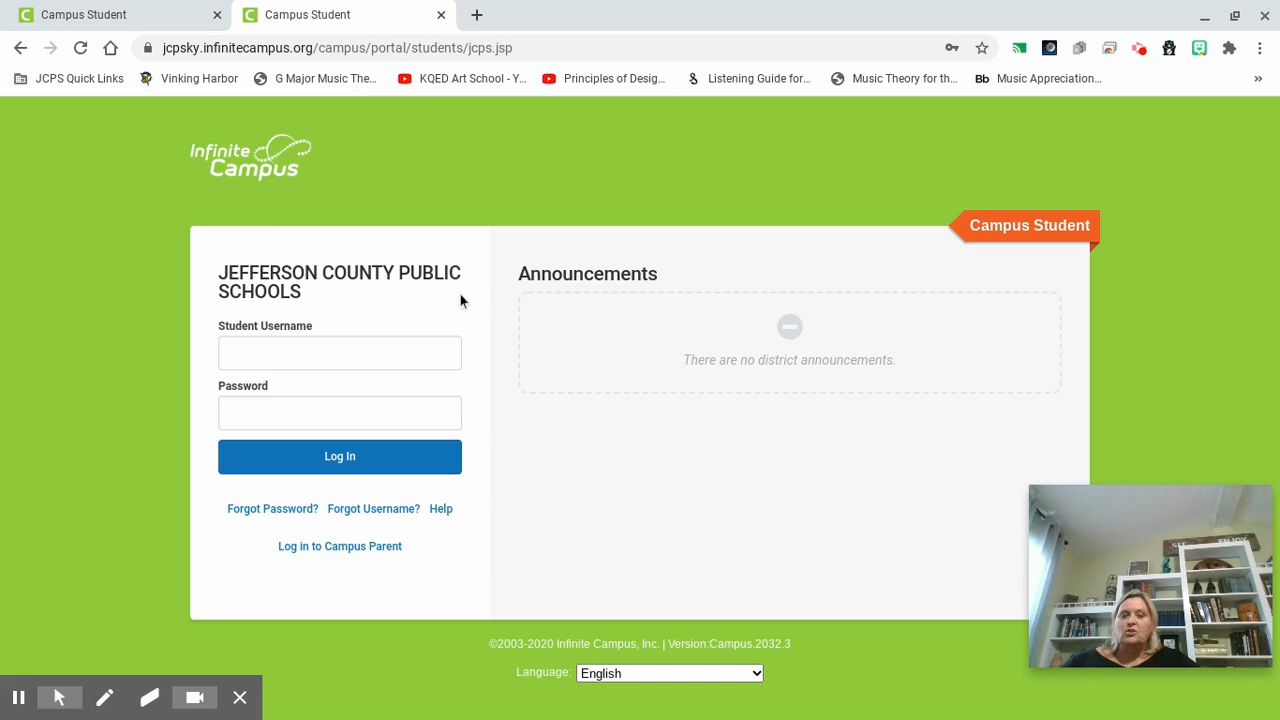 Campus Student
Campus Student
jcpsky.infinitecampus.org/campus/portal/students/jcps.jsp
JCPS Quick Links
Vinking Harbor
G Major Music The...
KQED Art School - Y...
Principles of Desig...
Listening Guide for...
Music Theory for th...
Bb Music Appreciation...
»
Infinite
Campus
Campus Student
JEFFERSON COUNTY PUBLIC
SCHOOLS
Student Username
Password
Log In
Forgot Password? Forgot Username? Help
Log in to Campus Parent
Announcements
There are no district announcements.
©2003-2020 Infinite Campus, Inc. | Version:Campus.2032.3
Language: English
ENJOY